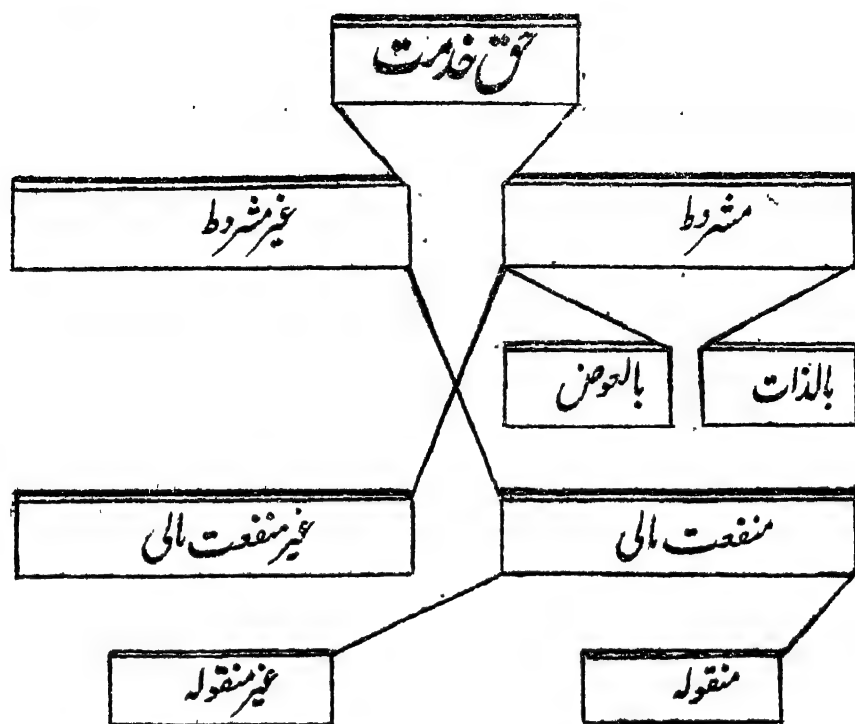 حق خدمت
مشروط
غیر مشروط
بالذات
بالعوض
منفعت مالی
غیر منفعت مالی
منقولہ
غیر منقولہ